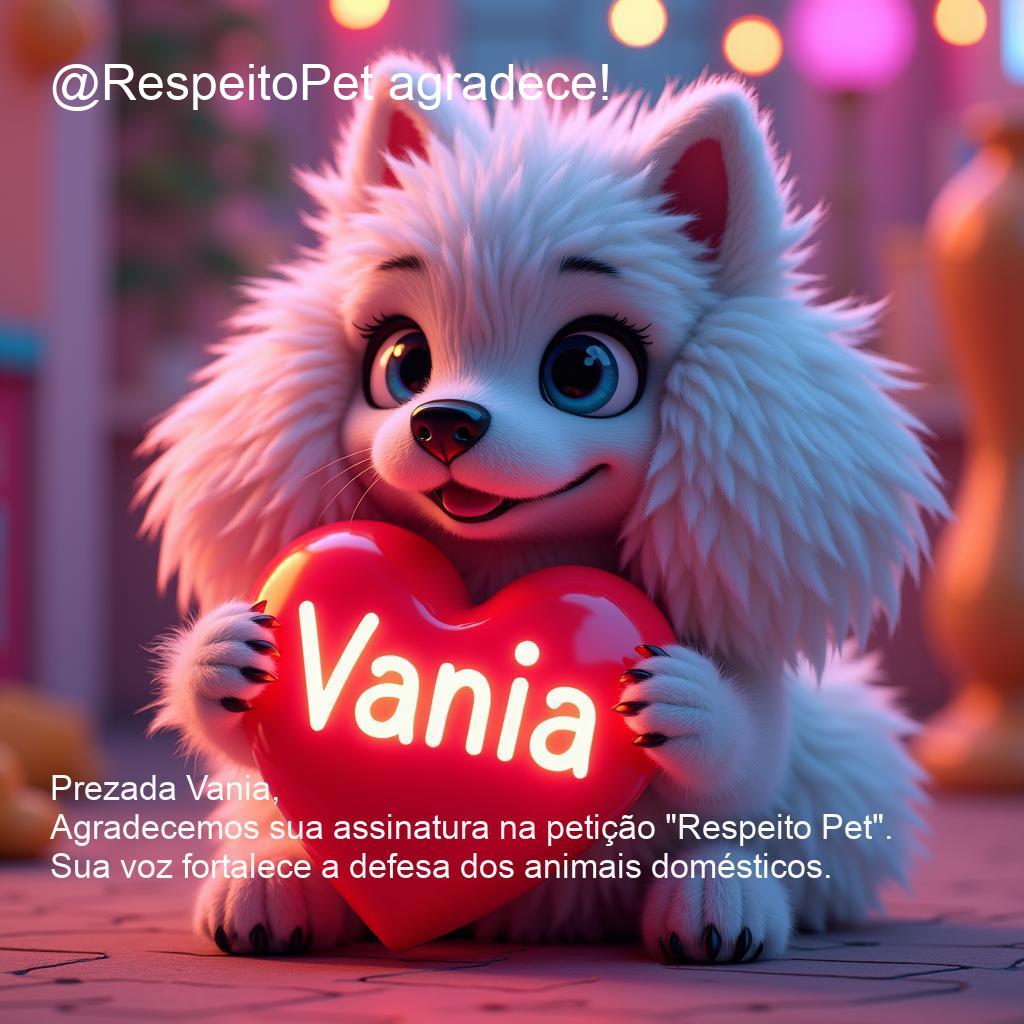 @RespeitoPet agradece!
Vania
Prezada Vania,
Agradecemos sua assinatura na petição "Respeito Pet".
Sua voz fortalece a defesa dos animais domésticos.